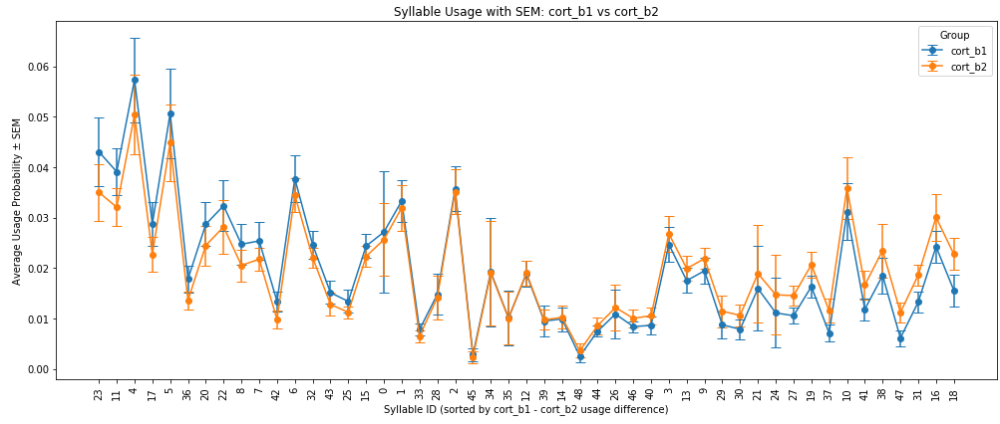 Syllable Usage with SEM: cort_b1 vs cort_b2
Group
cort_b1
cort_b2
Average Usage Probability ± SEM
0.06
0.05
0.04
0.03
0.02
0.01
0.00
23 11 4 17 5 36 20 22 8 7 42 6 32 43 25 15 0 1 33 28 2 45 34 35 12 39 14 48 44 26 46 40 3 13 9 29 30 21 24 27 19 37 10 41 38 47 31 16 18
Syllable ID (sorted by cort_b1 - cort_b2 usage difference)